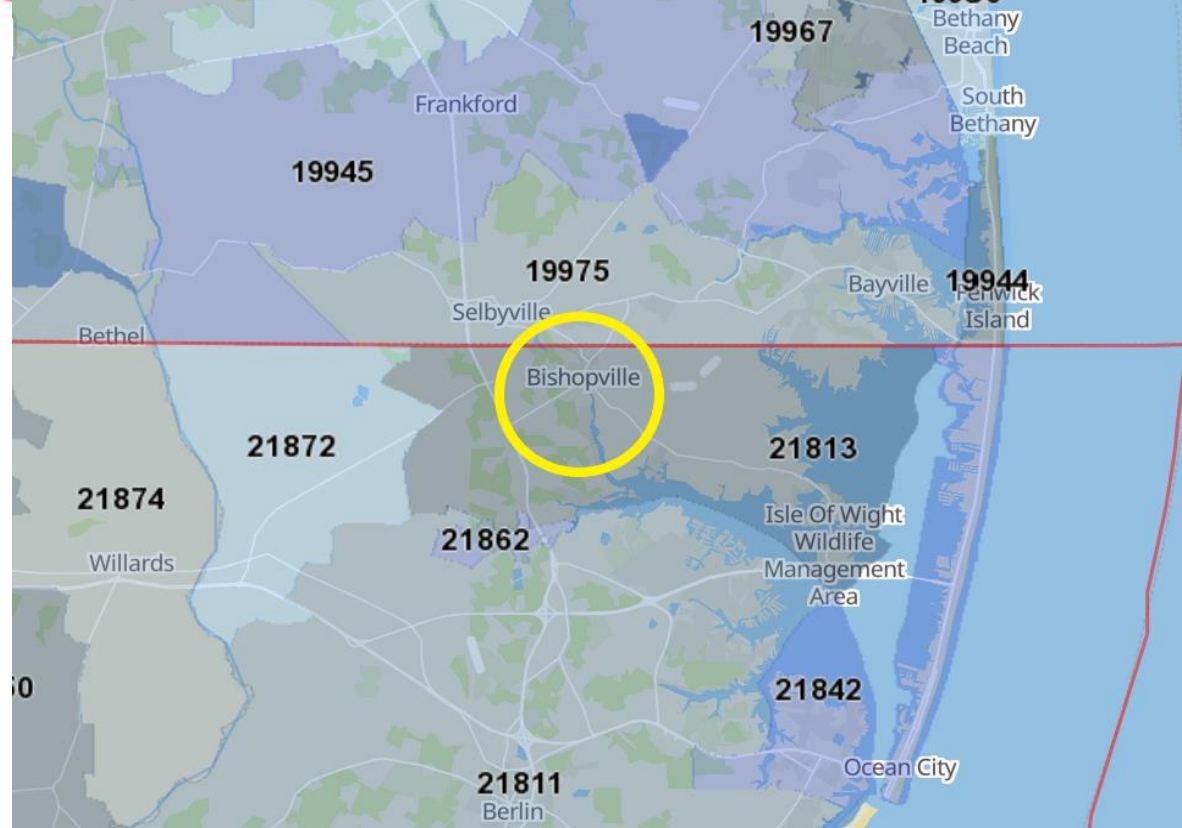 Bethany
Beach
19967
South
Bethany
Frankford
19945
19975
Bayville
19944
Fenwick
Island
Selbyville
Bethel
Bishopville
21872
21813
21874
Isle Of Wight
Wildlife
Management
Area
21862
Willards
21842
Ocean City
21811
Berlin